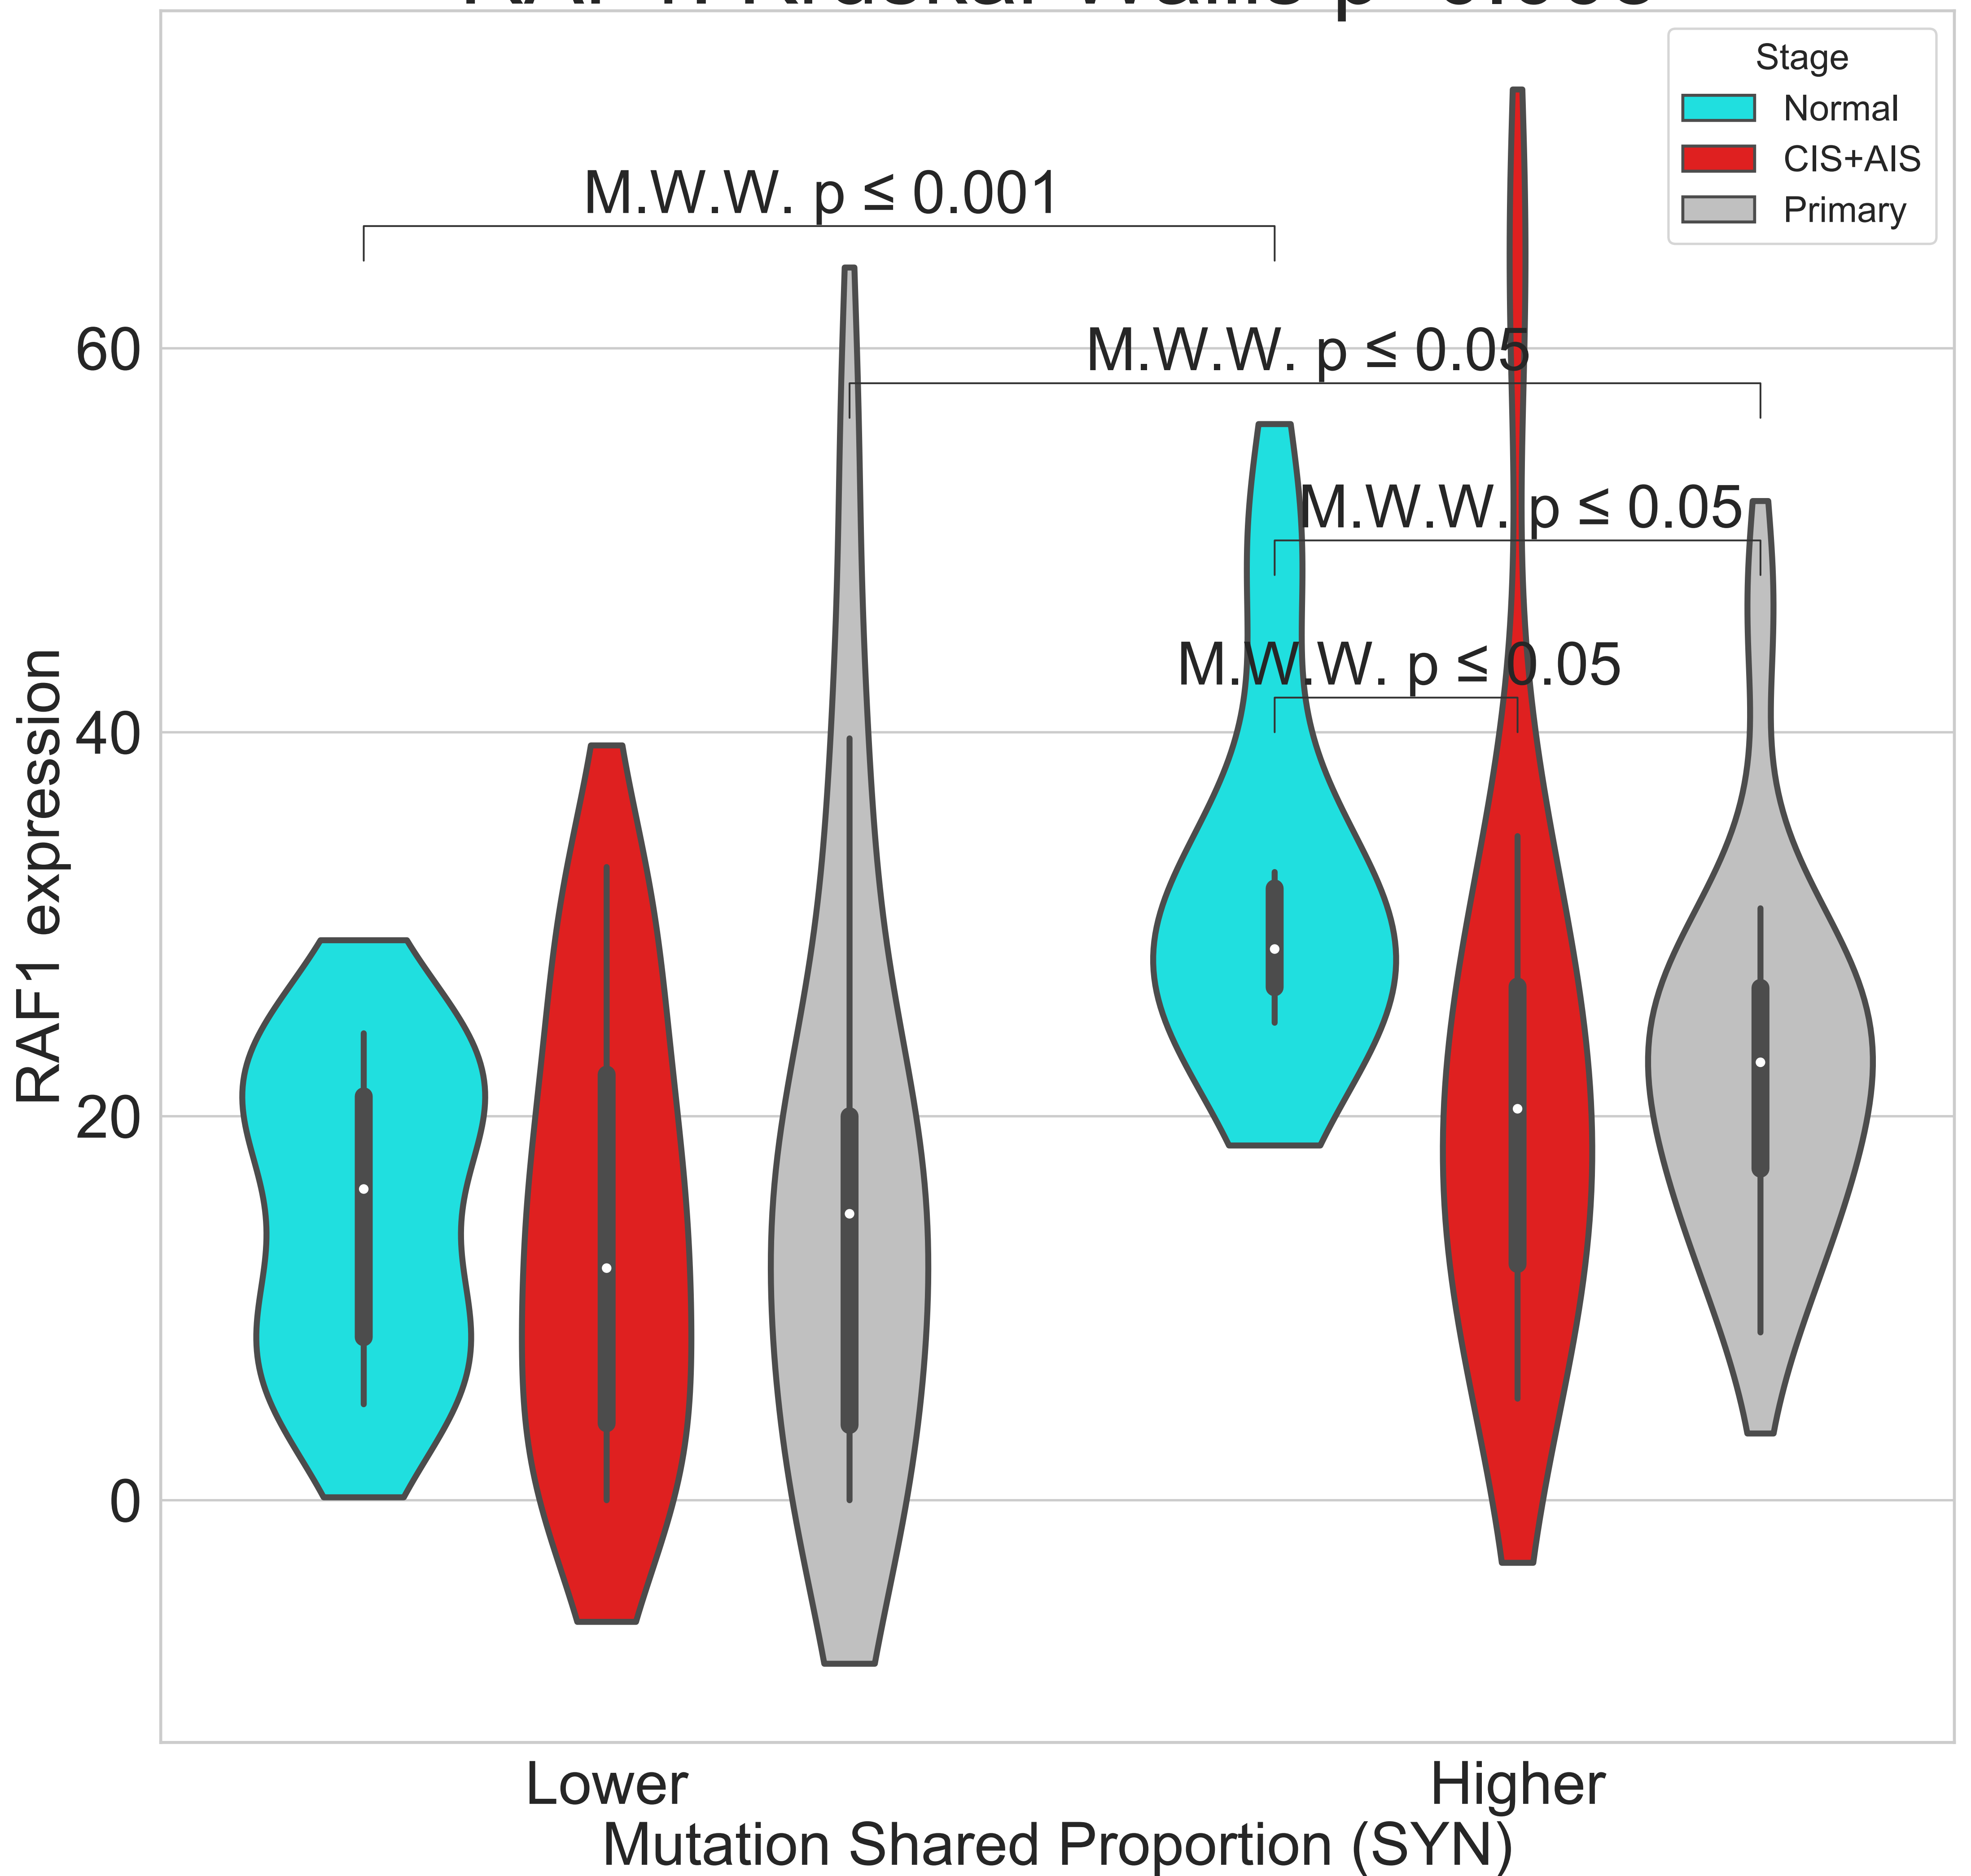 Stage
Normal
CIS+AIS
Primary
M.W.W. p ≤ 0.001
M.W.W. p ≤ 0.05
M.W.W. p ≤ 0.05
M.W.W. p ≤ 0.05
60
40
20
0
RAF1 expression
Lower
Higher
Mutation Shared Proportion (SYN)